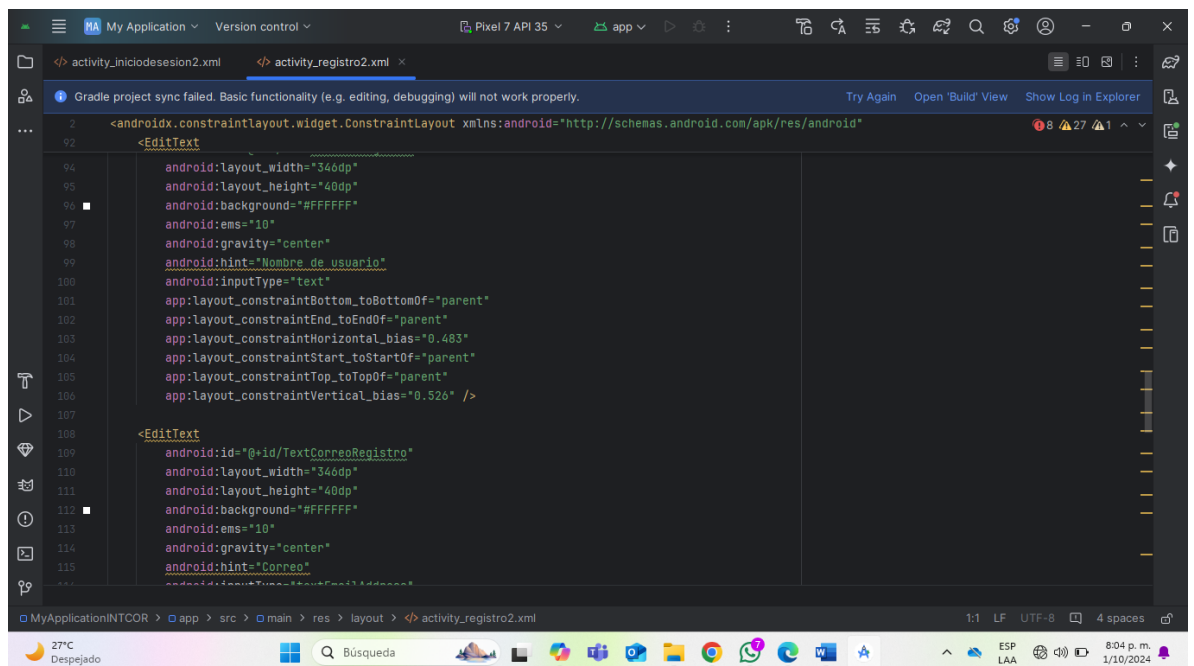 MA My Application Version control Pixel 7 API 35 app
</> activity_iniciodesesion2.xml </> activity_registro2.xml
Gradle project sync failed. Basic functionality (e.g. editing, debugging) will not work properly. Try Again Open 'Build' View Show Log in Explorer
2 <androidx.constraintlayout.widget.ConstraintLayout xmlns:android="http://schemas.android.com/apk/res/android" 8 27 1
92 <EditText
94 android:layout_width="346dp"
95 android:layout_height="40dp"
96 android:background="#FFFFFF"
97 android:ems="10"
98 android:gravity="center"
99 android:hint="Nombre de usuario"
100 android:inputType="text"
101 app:layout_constraintBottom_toBottomOf="parent"
102 app:layout_constraintEnd_toEndOf="parent"
103 app:layout_constraintHorizontal_bias="0.483"
104 app:layout_constraintStart_toStartOf="parent"
105 app:layout_constraintTop_toTopOf="parent"
106 app:layout_constraintVertical_bias="0.526" />
107
108 <EditText
109 android:id="@+id/TextCorreoRegistro"
110 android:layout_width="346dp"
111 android:layout_height="40dp"
112 android:background="#FFFFFF"
113 android:ems="10"
114 android:gravity="center"
115 android:hint="Correo"
android:inputType="textEmailAddress"
MyApplicationINTCOR > app > src > main > res > layout > </> activity_registro2.xml 1:1 LF UTF-8 4 spaces
27°C Búsqueda 7 ESP 8:04 p. m.
Despejado LAA 1/10/2024